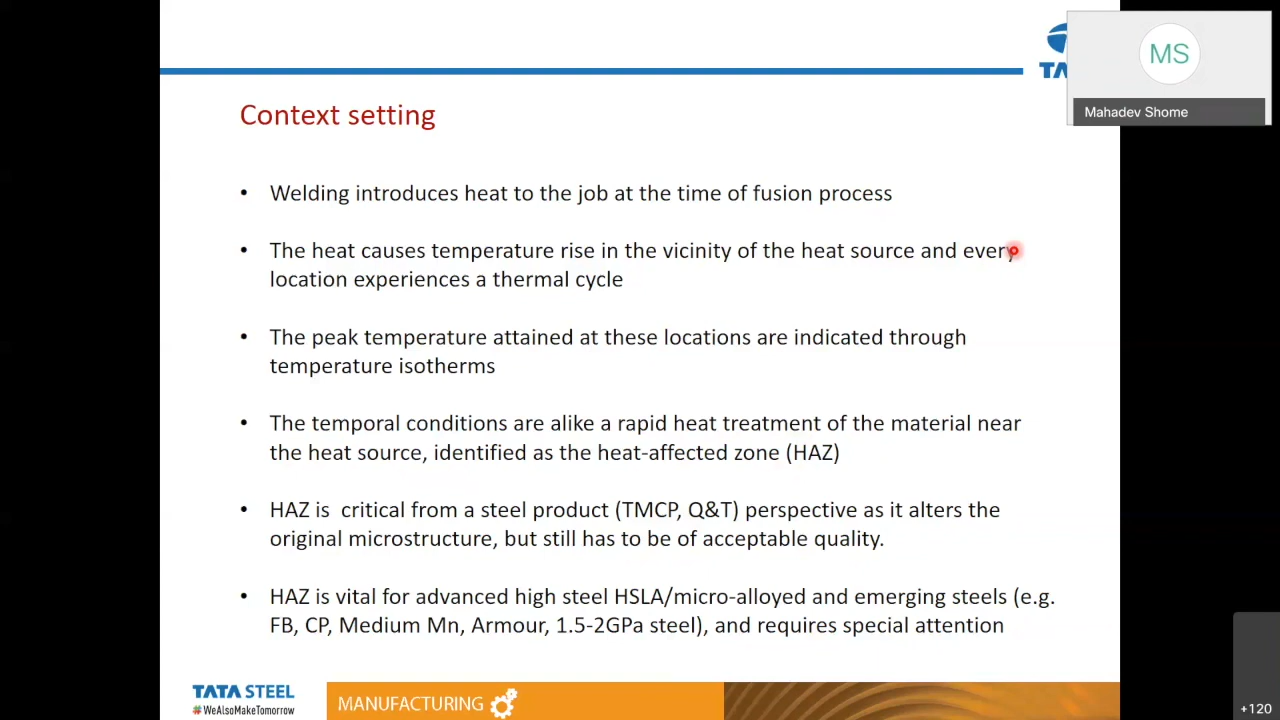 TA
MS
Mahadev Shome
Context setting
• Welding introduces heat to the job at the time of fusion process
• The heat causes temperature rise in the vicinity of the heat source and every
location experiences a thermal cycle
• The peak temperature attained at these locations are indicated through
temperature isotherms
• The temporal conditions are alike a rapid heat treatment of the material near
the heat source, identified as the heat-affected zone (HAZ)
• HAZ is  critical from a steel product (TMCP, Q&T) perspective as it alters the
original microstructure, but still has to be of acceptable quality.
• HAZ is vital for advanced high steel HSLA/micro-alloyed and emerging steels (e.g.
FB, CP, Medium Mn, Armour, 1.5-2GPa steel), and requires special attention
TATA STEEL
#WeAlsoMakeTomorrow
MANUFACTURING
+120